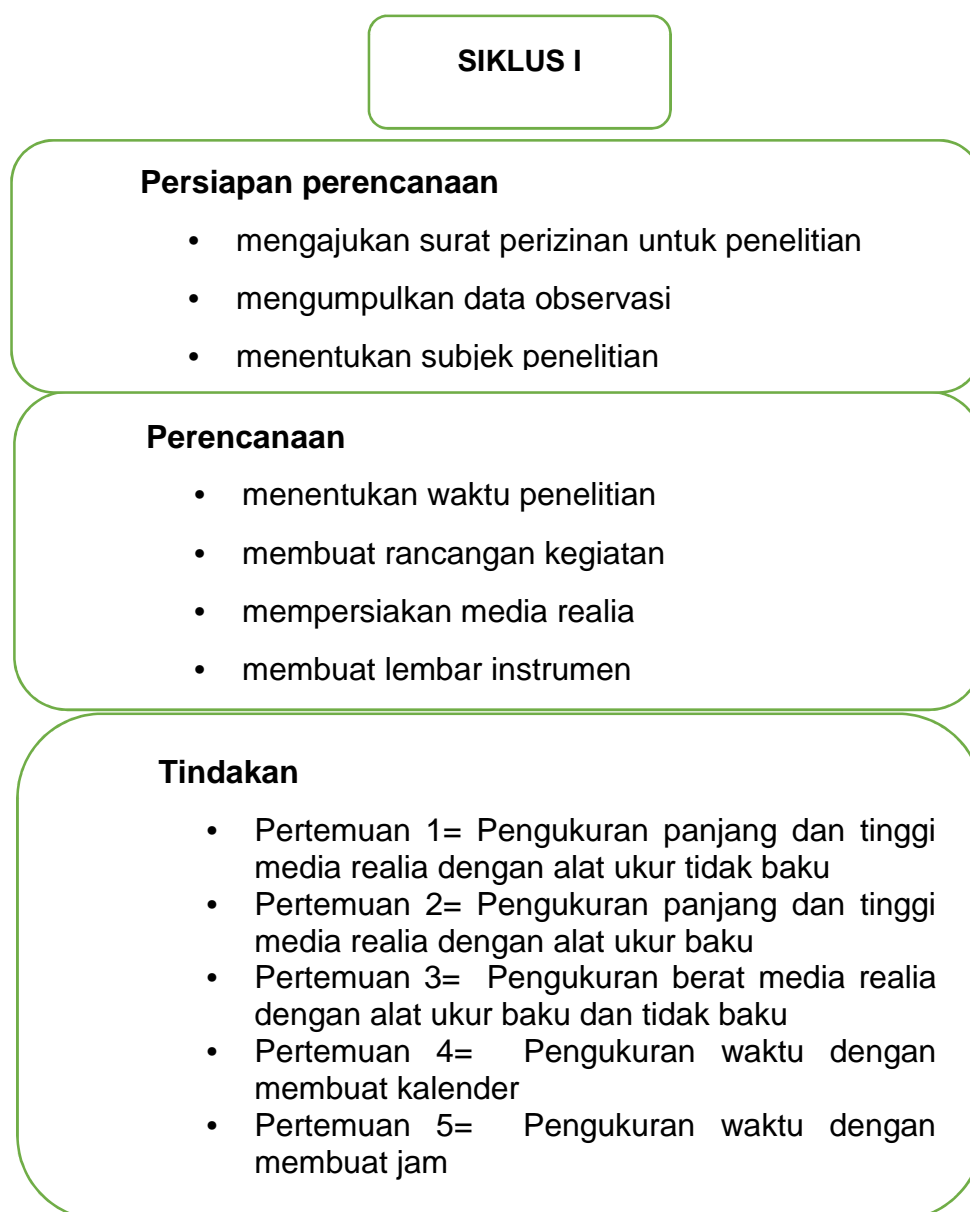 SIKLUS I
Persiapan perencanaan
• mengajukan surat perizinan untuk penelitian
• mengumpulkan data observasi
• menentukan subjek penelitian
Perencanaan
• menentukan waktu penelitian
• membuat rancangan kegiatan
• mempersiakan media realia
• membuat lembar instrumen
Tindakan
• Pertemuan 1= Pengukuran panjang dan tinggi
media realia dengan alat ukur tidak baku
• Pertemuan 2= Pengukuran panjang dan tinggi
media realia dengan alat ukur baku
• Pertemuan 3= Pengukuran berat media realia
dengan alat ukur baku dan tidak baku
• Pertemuan 4= Pengukuran waktu dengan
membuat kalender
• Pertemuan 5= Pengukuran waktu dengan
membuat jam